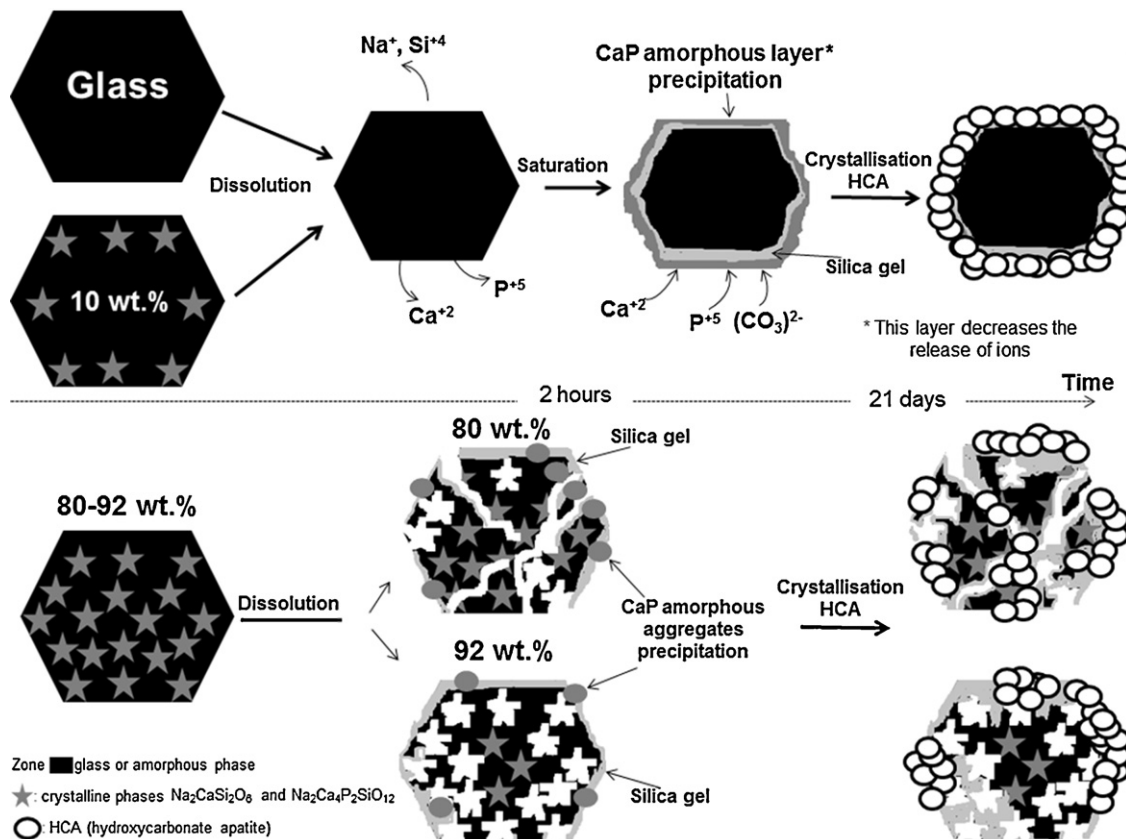 Glass
Na⁺, Si⁺⁴
CaP amorphous layer*
precipitation
Dissolution
Saturation
Crystallisation
HCA
10 wt.%
Ca⁺²
P⁺⁵
Silica gel
Ca⁺²
P⁺⁵ (CO₃)²⁻
* This layer decreases the
release of ions
2 hours
21 days
Time
80 wt.%
Silica gel
80-92 wt.%
Dissolution
CaP amorphous
aggregates
precipitation
Crystallisation
HCA
92 wt.%
Silica gel
Zone glass or amorphous phase
: crystalline phases Na₂CaSi₂O₆ and Na₂Ca₄P₂SiO₁₂
: HCA (hydroxycarbonate apatite)